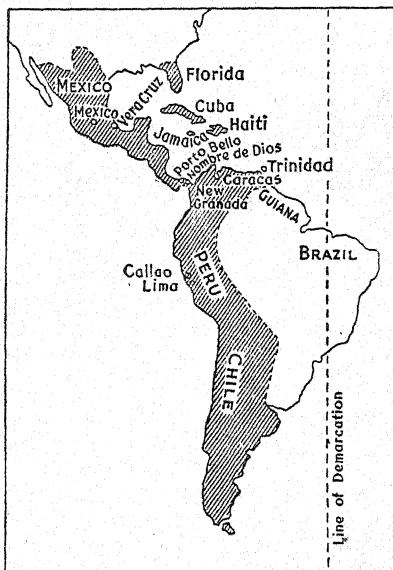 Florida
MEXICO
Mexico
Vera Cruz
Cuba
Haiti
Jamaica
Porto Bello
Nombre de Dios
Trinidad
Caracas
New
Granada
GUIANA
BRAZIL
Callao
Lima
PERU
CHILE
Line of Demarcation